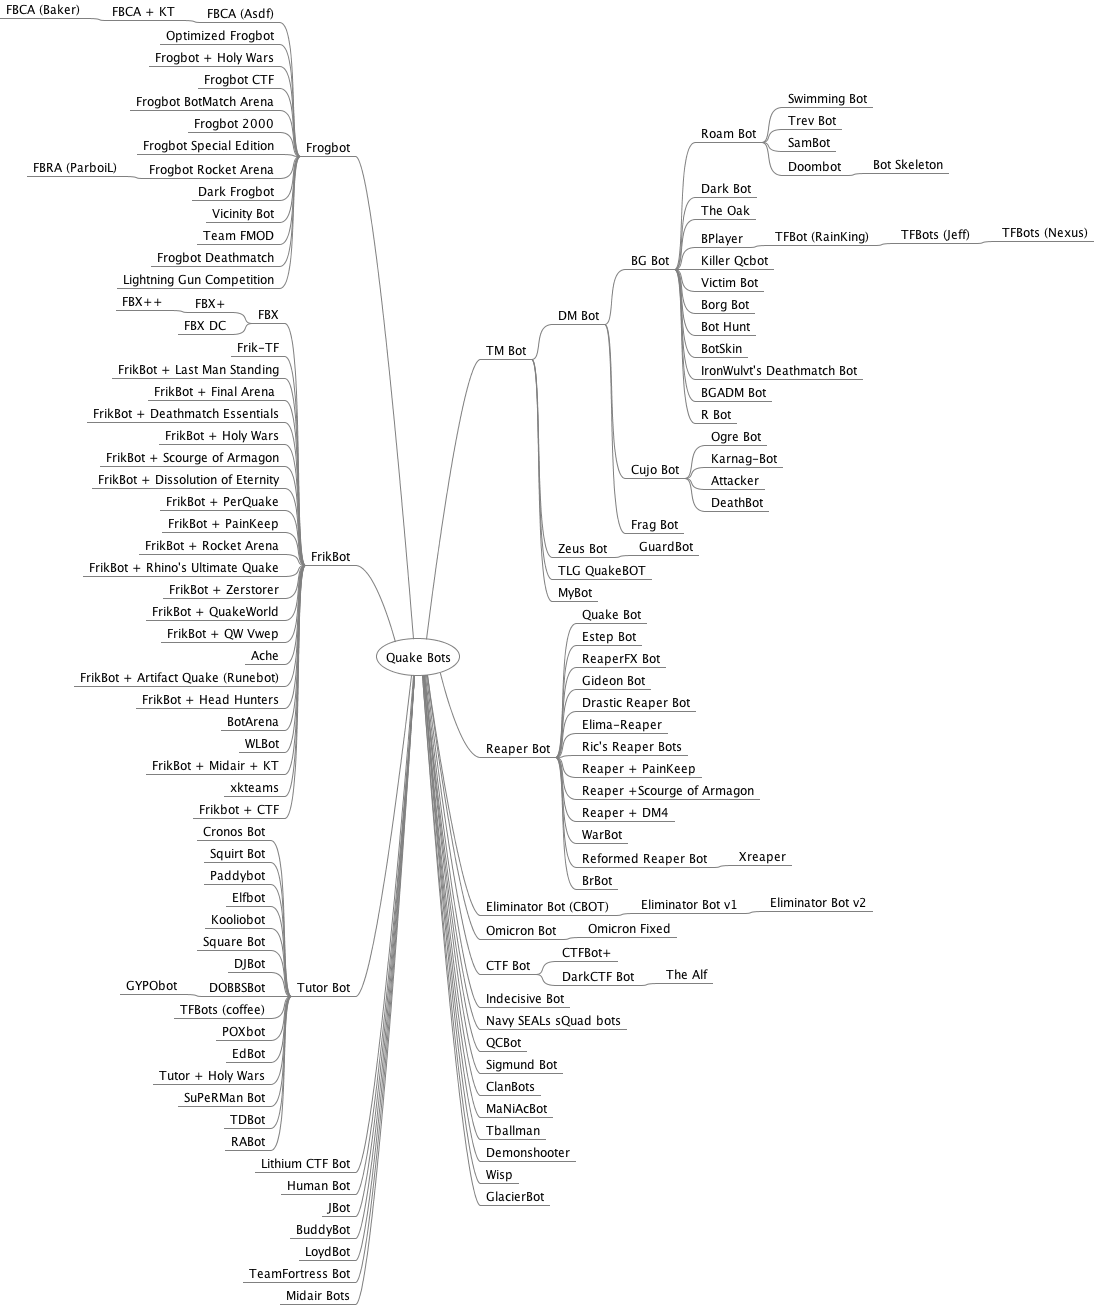 FBCA (Baker)
FBCA + KT
FBCA (Asdf)
Optimized Frogbot
Frogbot + Holy Wars
Frogbot CTF
Frogbot BotMatch Arena
Frogbot 2000
Frogbot Special Edition
FBRA (ParboiL)
Frogbot Rocket Arena
Dark Frogbot
Vicinity Bot
Team FMOD
Frogbot Deathmatch
Lightning Gun Competition
Frogbot
FBX++
FBX+
FBX DC
FBX
Frik-TF
FrikBot + Last Man Standing
FrikBot + Final Arena
FrikBot + Deathmatch Essentials
FrikBot + Holy Wars
FrikBot + Scourge of Armagon
FrikBot + Dissolution of Eternity
FrikBot + PerQuake
FrikBot + PainKeep
FrikBot + Rocket Arena
FrikBot + Rhino's Ultimate Quake
FrikBot + Zerstorer
FrikBot + QuakeWorld
FrikBot + QW Vwep
Ache
FrikBot + Artifact Quake (Runebot)
FrikBot + Head Hunters
BotArena
WLBot
FrikBot + Midair + KT
xkteams
Frikbot + CTF
FrikBot
Cronos Bot
Squirt Bot
Paddybot
Elfbot
Kooliobot
Square Bot
DJBot
GYPObot
DOBBSBot
TFBots (coffee)
POXbot
EdBot
Tutor + Holy Wars
SuPeRMan Bot
TDBot
RABot
Tutor Bot
Lithium CTF Bot
Human Bot
JBot
BuddyBot
LoydBot
TeamFortress Bot
Midair Bots
Quake Bots
TM Bot
DM Bot
BG Bot
Roam Bot
Swimming Bot
Trev Bot
SamBot
Doombot
Bot Skeleton
Dark Bot
The Oak
BPlayer
TFBot (RainKing)
TFBots (Jeff)
TFBots (Nexus)
Killer Qcbot
Victim Bot
Borg Bot
Bot Hunt
BotSkin
IronWulvt's Deathmatch Bot
BGADM Bot
R Bot
Cujo Bot
Ogre Bot
Karnag-Bot
Attacker
DeathBot
Frag Bot
Zeus Bot
GuardBot
TLG QuakeBOT
MyBot
Reaper Bot
Quake Bot
Estep Bot
ReaperFX Bot
Gideon Bot
Drastic Reaper Bot
Elima-Reaper
Ric's Reaper Bots
Reaper + PainKeep
Reaper +Scourge of Armagon
Reaper + DM4
WarBot
Reformed Reaper Bot
Xreaper
BrBot
Eliminator Bot (CBOT)
Eliminator Bot v1
Eliminator Bot v2
Omicron Bot
Omicron Fixed
CTF Bot
CTFBot+
DarkCTF Bot
The Alf
Indecisive Bot
Navy SEALs sQuad bots
QCBot
Sigmund Bot
ClanBots
MaNiAcBot
Tballman
Demonshooter
Wisp
GlacierBot